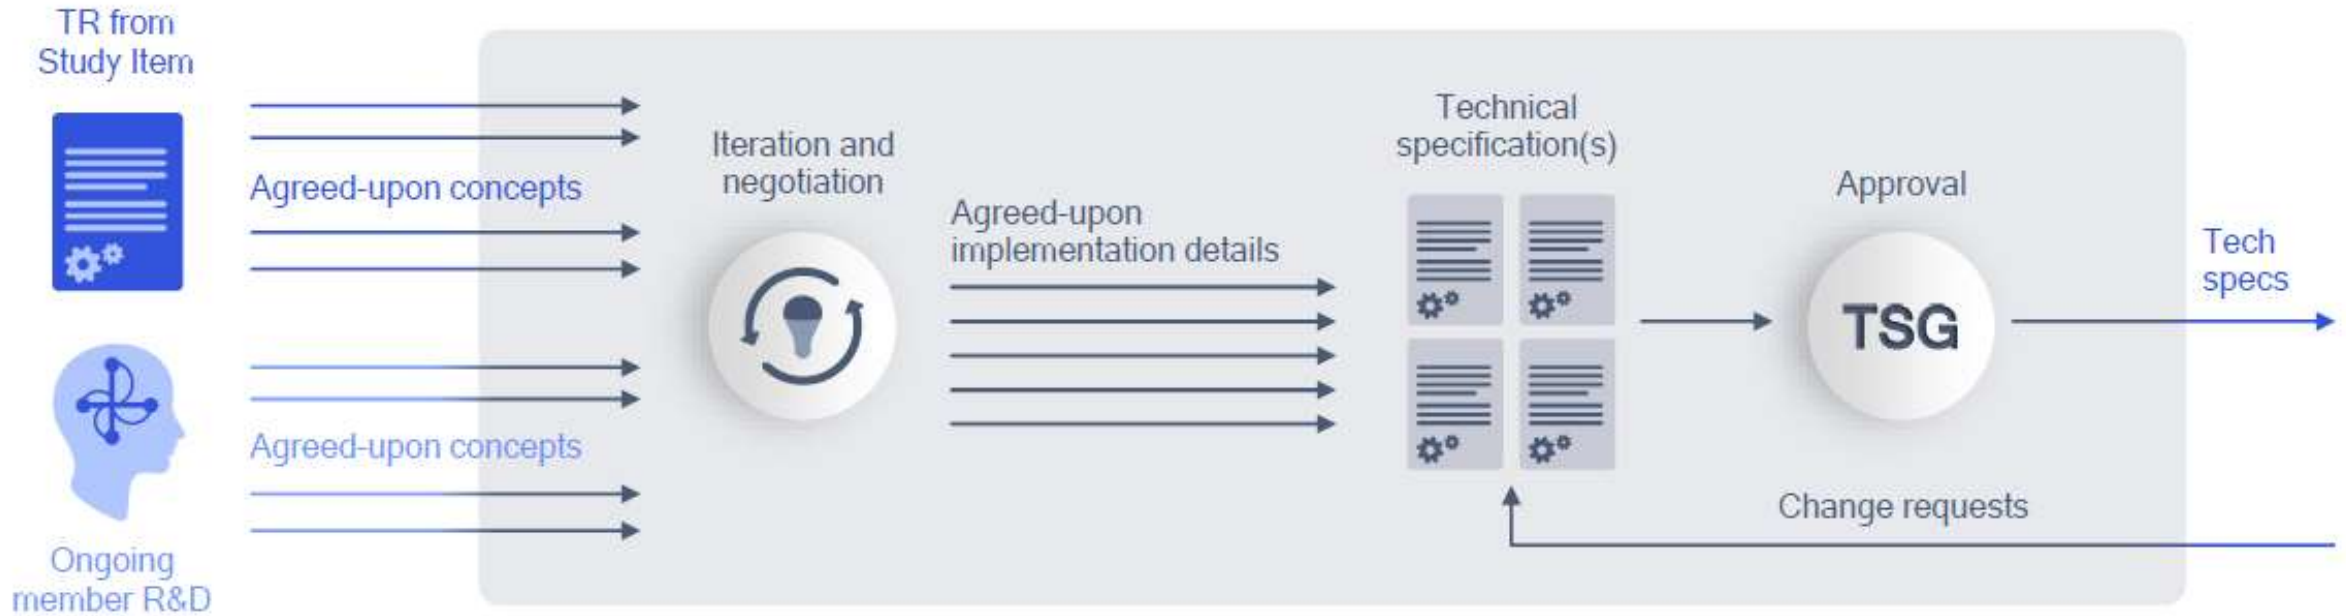 TR from
Study Item
Agreed-upon concepts
Agreed-upon concepts
Ongoing
member R&D
Iteration and
negotiation
Agreed-upon
implementation details
Technical
specification(s)
Approval
TSG
Tech
specs
Change requests